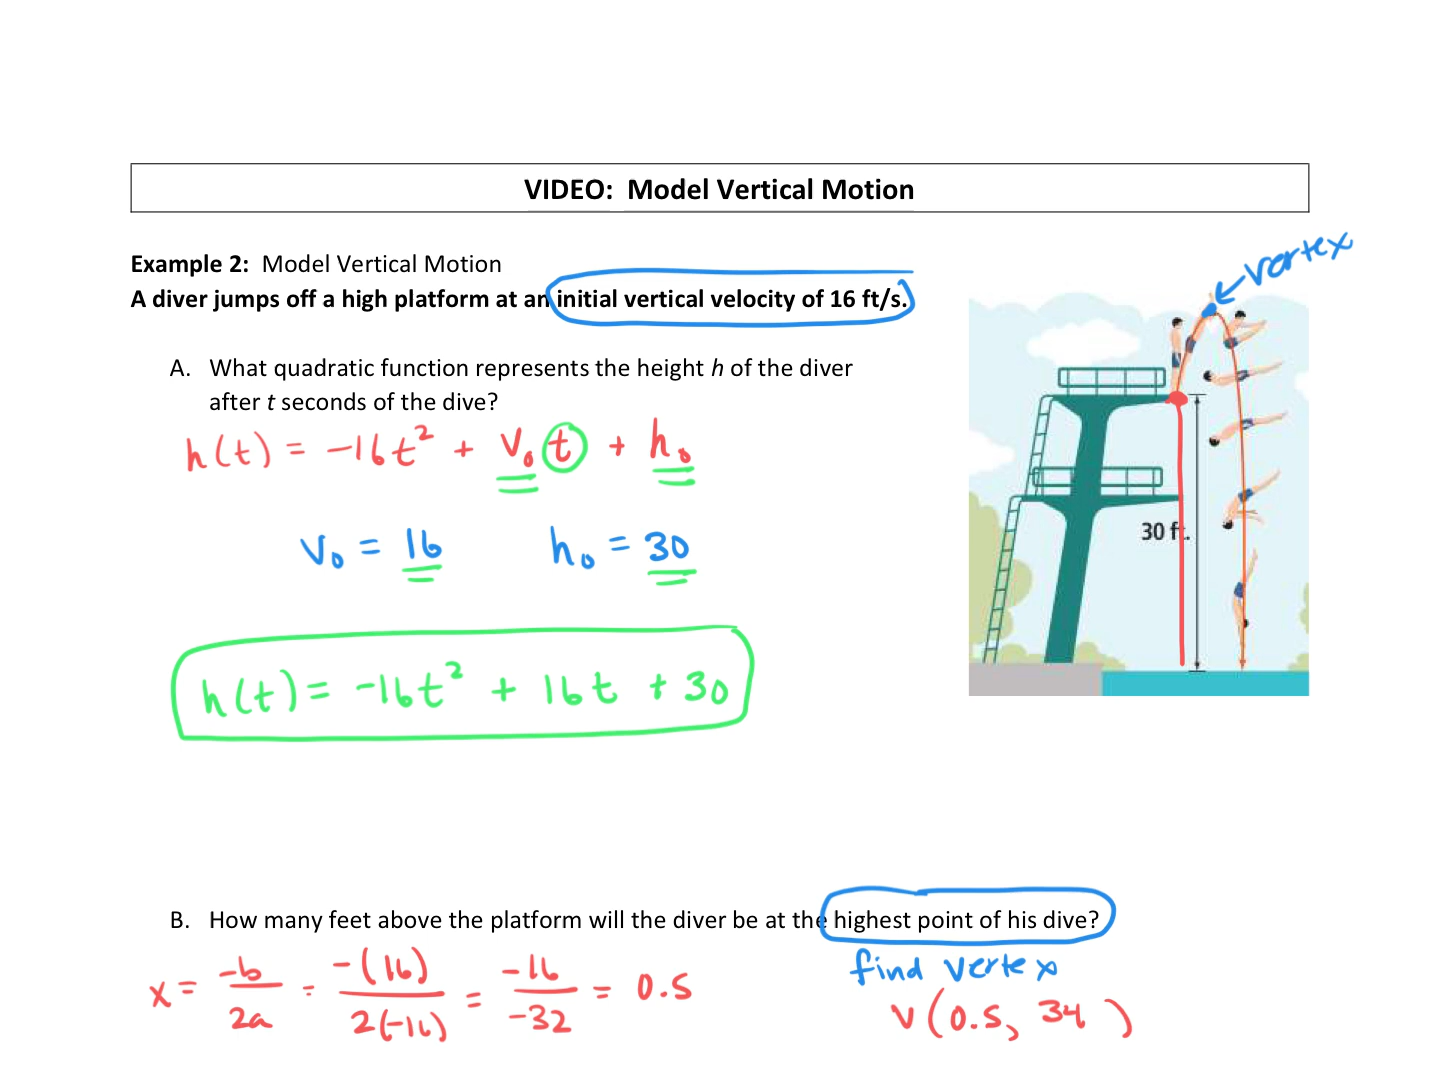 VIDEO: Model Vertical Motion
Example 2: Model Vertical Motion
A diver jumps off a high platform at an initial vertical velocity of 16 ft/s.
vertex
A. What quadratic function represents the height h of the diver
after t seconds of the dive?
h(t) = -16t² + v₀t + h₀
v₀ = 16 h₀ = 30
30 ft.
h(t) = -16t² + 16t + 30
B. How many feet above the platform will the diver be at the highest point of his dive?
find vertex
x = -b/2a = -(16)/2(-16) = -16/-32 = 0.5
V(0.5, 34 )